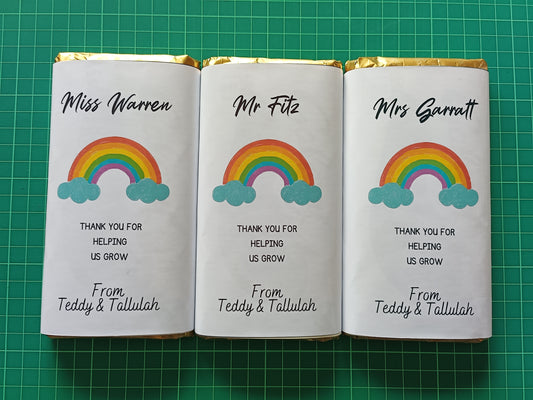 Miss Warren
THANK YOU FOR
HELPING
US GROW
From
Teddy & Tallulah
Mr Fitz
THANK YOU FOR
HELPING
US GROW
From
Teddy & Tallulah
Mrs Garratt
THANK YOU FOR
HELPING
US GROW
From
Teddy & Tallulah